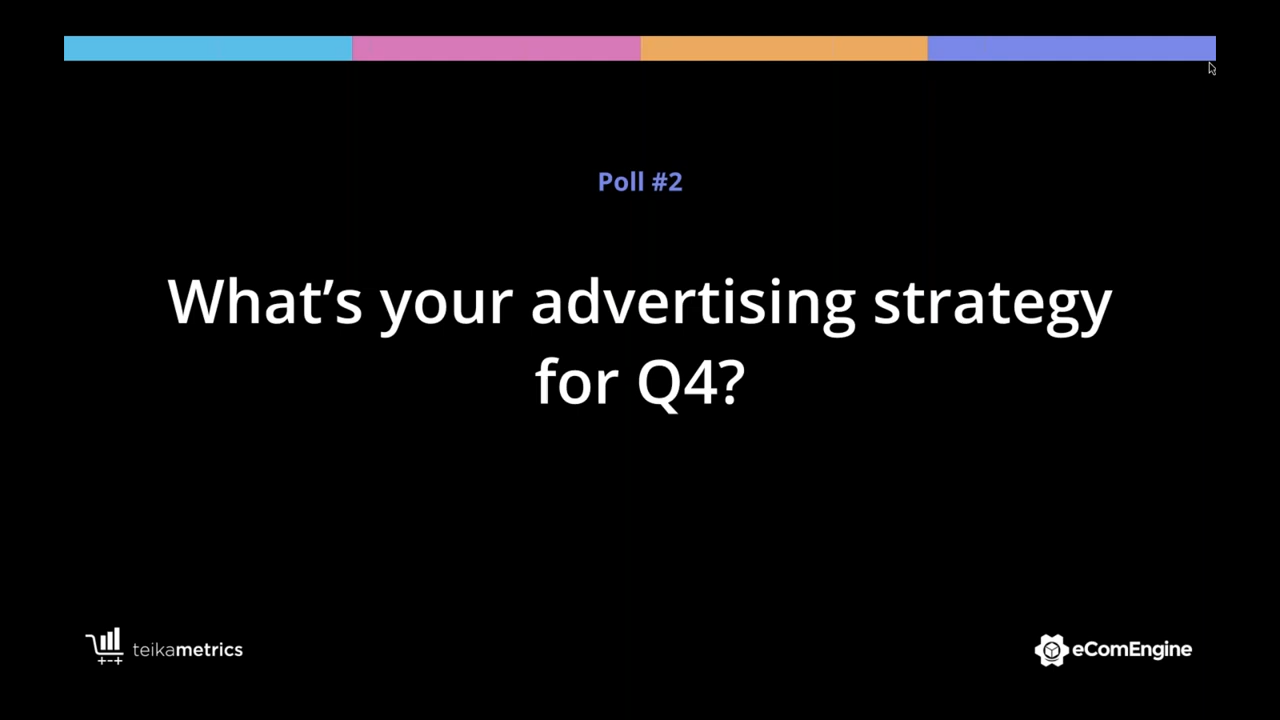 Poll #2
What’s your advertising strategy
for Q4?
teikametrics
eComEngine